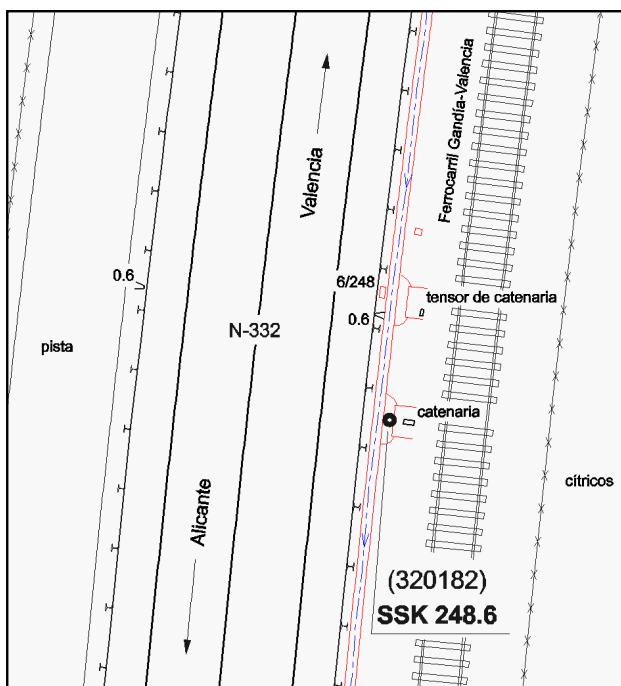 Ferrocarril Gandía-Valencia
Valencia
0.6
6/248
tensor de catenaria
0.6
N-332
pista
catenaria
cítricos
Alicante
(320182)
SSK 248.6